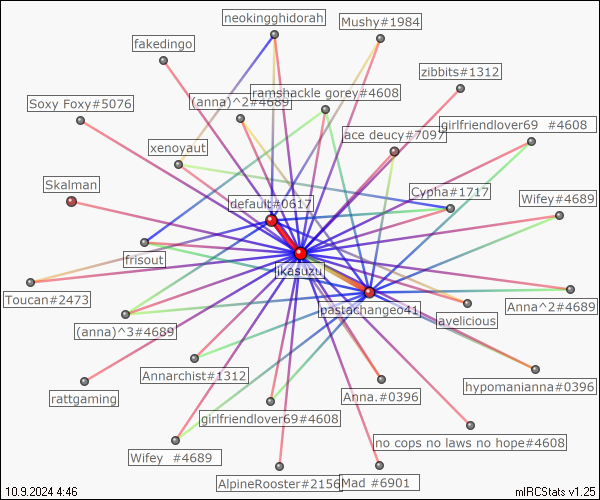 neokingghidorah
Mushy#1984
fakedingo
zibbits#1312
ramshackle gorey#4608
(anna)^2#4689
Soxy Foxy#5076
girlfriendlover69 #4608
ace deucy#7097
xenoyaut
Skalman
Cypha#1717
Wifey#4689
default#0617
frisout
likasuzu
Toucan#2473
Anna^2#4689
pastachangeo41
lavelicious
(anna)^3#4689
Annarchist#1312
hypomanianna#0396
rattgaming
Anna.#0396
girlfriendlover69#4608
no cops no laws no hope#4608
Wifey #4689
AlpineRooster#2156
Mad #6901
10.9.2024 4:46
mIRCStats v1.25